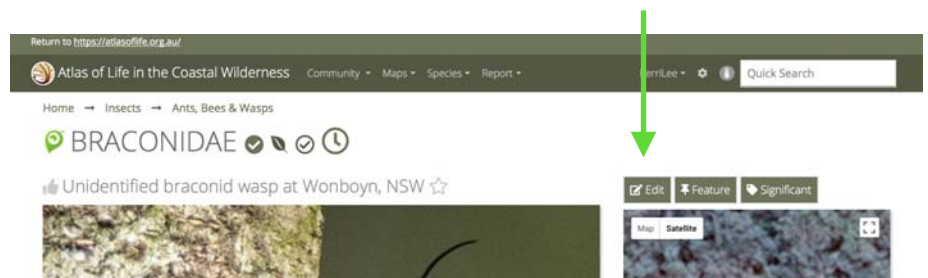 Return to https://atlasoflife.org.au/
Atlas of Life in the Coastal Wilderness Community Maps Species Report KerriLee Quick Search
Home → Insects → Ants, Bees & Wasps
BRACONIDAE
Unidentified braconid wasp at Wonboyn, NSW
Edit Feature Significant
Map Satellite